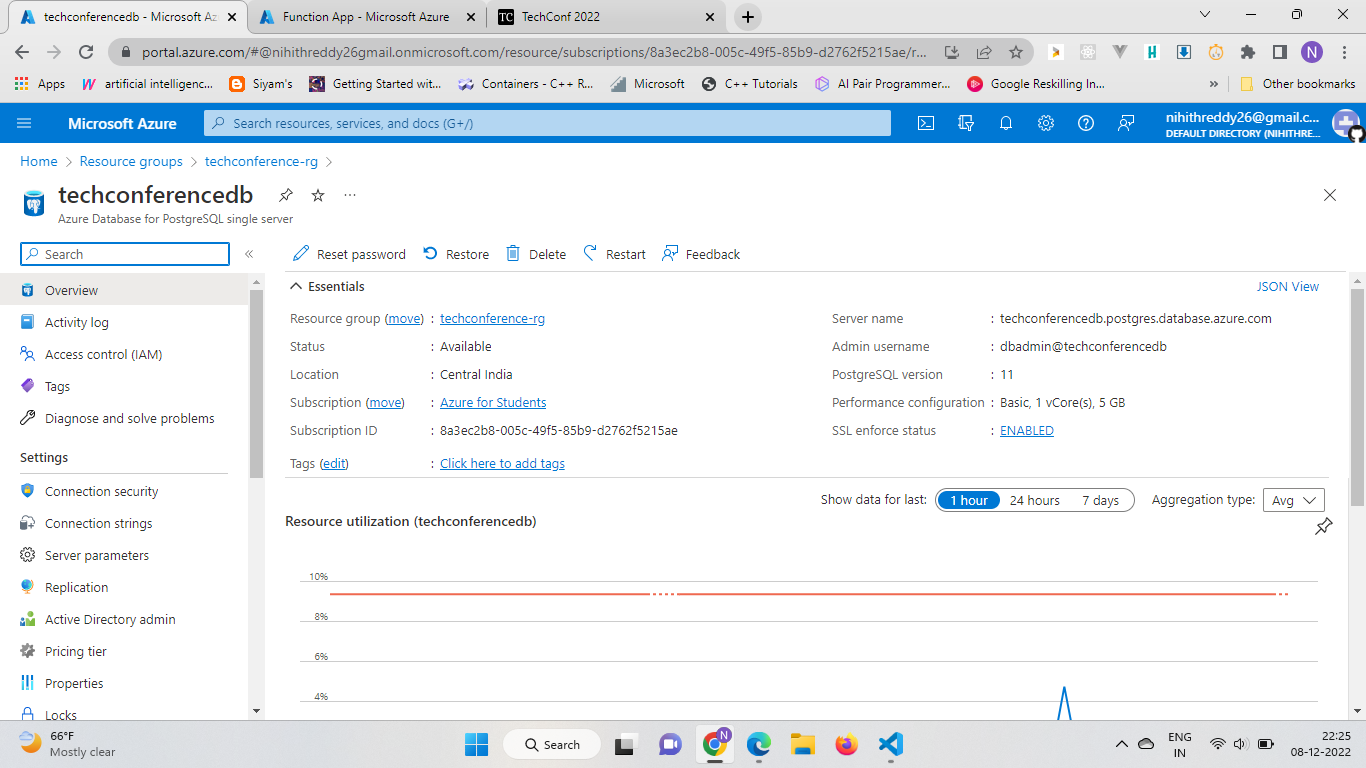 techconferencedb - Microsoft Az
Function App - Microsoft Azure
TC
TechConf 2022
portal.azure.com/#@nihithreddy26gmail.onmicrosoft.com/resource/subscriptions/8a3ec2b8-005c-49f5-85b9-d2762f5215ae/r...
N
Apps
artificial intelligenc...
Siyam's
Getting Started wit...
Containers - C++ R...
Microsoft
C++ Tutorials
AI Pair Programmer...
Google Reskilling In...
»
Other bookmarks
Microsoft Azure
Search resources, services, and docs (G+/)
nihithreddy26@gmail.c...
DEFAULT DIRECTORY (NIHITHRE...
Home > Resource groups > techconference-rg >
techconferencedb
...
Azure Database for PostgreSQL single server
Search
«
Reset password
Restore
Delete
Restart
Feedback
Overview
Activity log
Access control (IAM)
Tags
Diagnose and solve problems
Settings
Connection security
Connection strings
Server parameters
Replication
Active Directory admin
Pricing tier
Properties
Locks
Essentials
JSON View
Resource group (move) : techconference-rg
Status : Available
Location : Central India
Subscription (move) : Azure for Students
Subscription ID : 8a3ec2b8-005c-49f5-85b9-d2762f5215ae
Tags (edit) : Click here to add tags
Server name : techconferencedb.postgres.database.azure.com
Admin username : dbadmin@techconferencedb
PostgreSQL version : 11
Performance configuration : Basic, 1 vCore(s), 5 GB
SSL enforce status : ENABLED
Show data for last: 1 hour 24 hours 7 days Aggregation type: Avg
Resource utilization (techconferencedb)
10%
8%
6%
4%
66°F
Mostly clear
Search
N
ENG
IN
22:25
08-12-2022